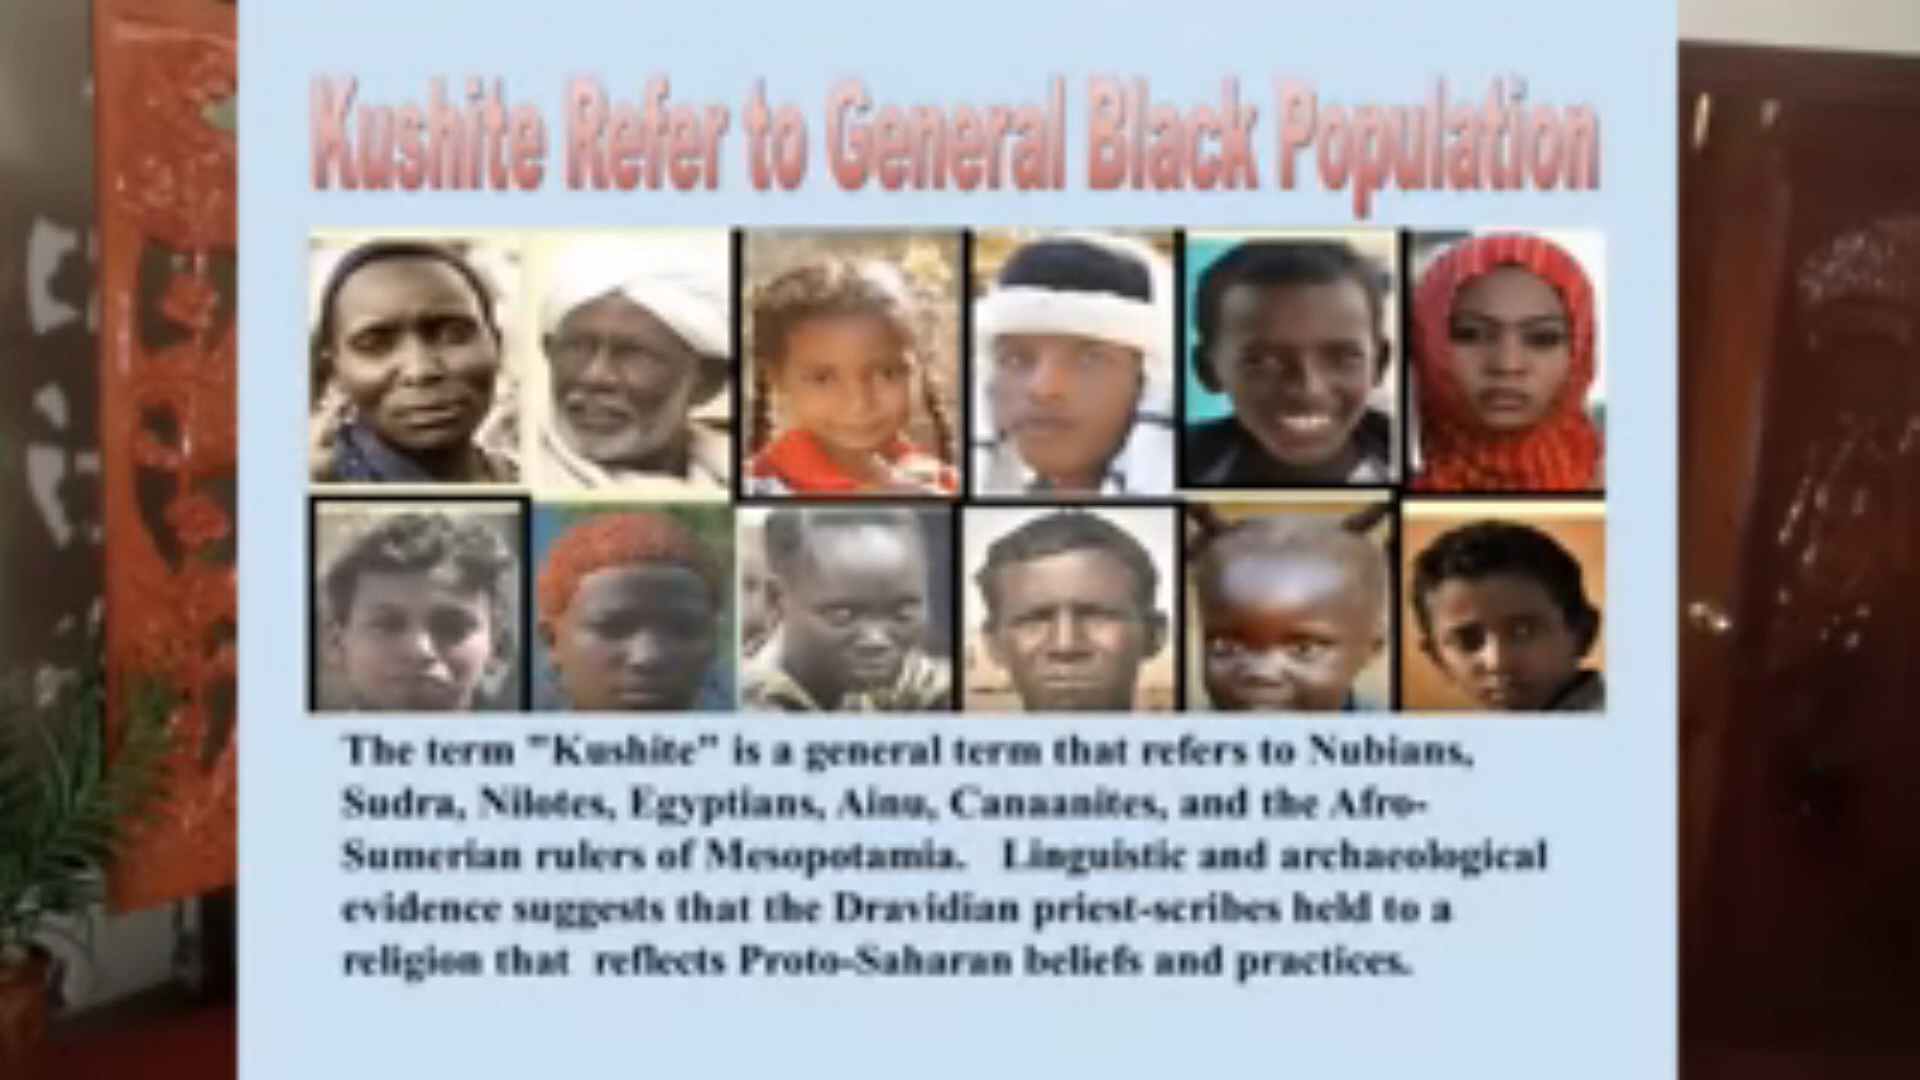 Kushite Refer to General Black Population
The term "Kushite" is a general term that refers to Nubians,
Sudra, Nilotes, Egyptians, Ainu, Canaanites, and the Afro-
Sumerian rulers of Mesopotamia. Linguistic and archaeological
evidence suggests that the Dravidian priest-scribes held to a
religion that reflects Proto-Saharan beliefs and practices.